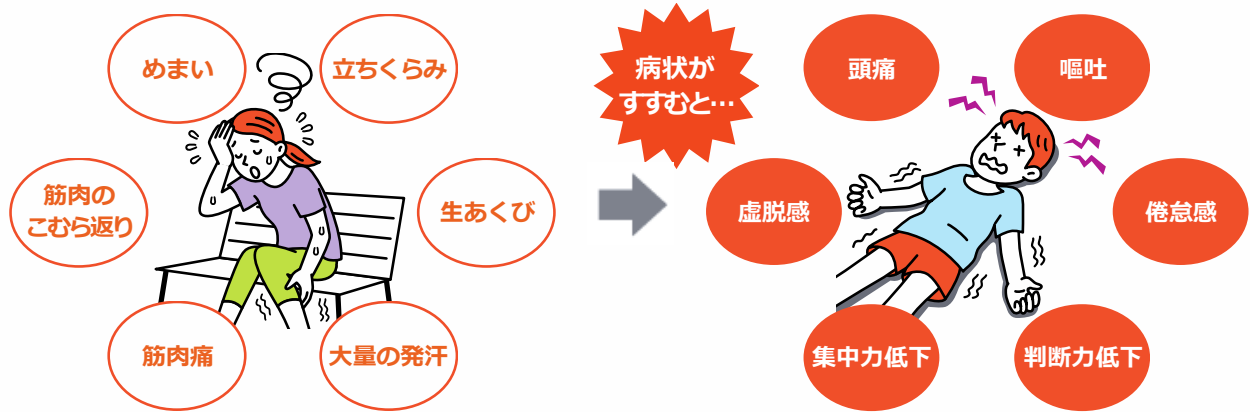 めまい
立ちくらみ
筋肉の
こむら返り
生あくび
筋肉痛
大量の発汗
病状が
すすむと…
頭痛
嘔吐
虚脱感
倦怠感
集中力低下
判断力低下